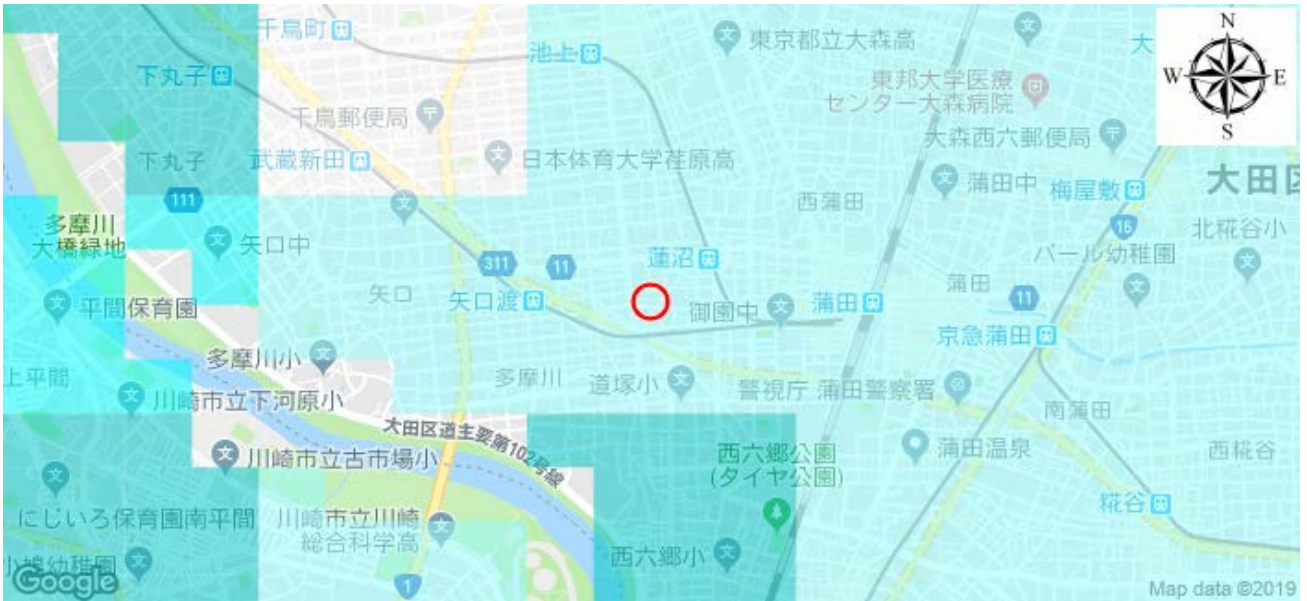 千鳥町
池上
東京都立大森高
大
N
W E
S
下丸子
東邦大学医療
センター大森病院
千鳥郵便局
大森西六郵便局
下丸子
武蔵新田
日本体育大学荏原高
蒲田中
梅屋敷
大田区
111
西蒲田
16
北糀谷小
多摩川
大橋緑地
矢口中
311
11
蓮沼
パール幼稚園
平間保育園
矢口
矢口渡
御園中
蒲田
蒲田
11
京急蒲田
多摩川小
上平間
川崎市立下河原小
多摩川
道塚小
警視庁 蒲田警察署
南蒲田
大田区道主要第102号線
川崎市立古市場小
西六郷公園
(タイヤ公園)
蒲田温泉
西糀谷
糀谷
にじいろ保育園南平間
川崎市立川崎
総合科学高
西六郷小
小鳩幼稚園
1
Google
Map data ©2019